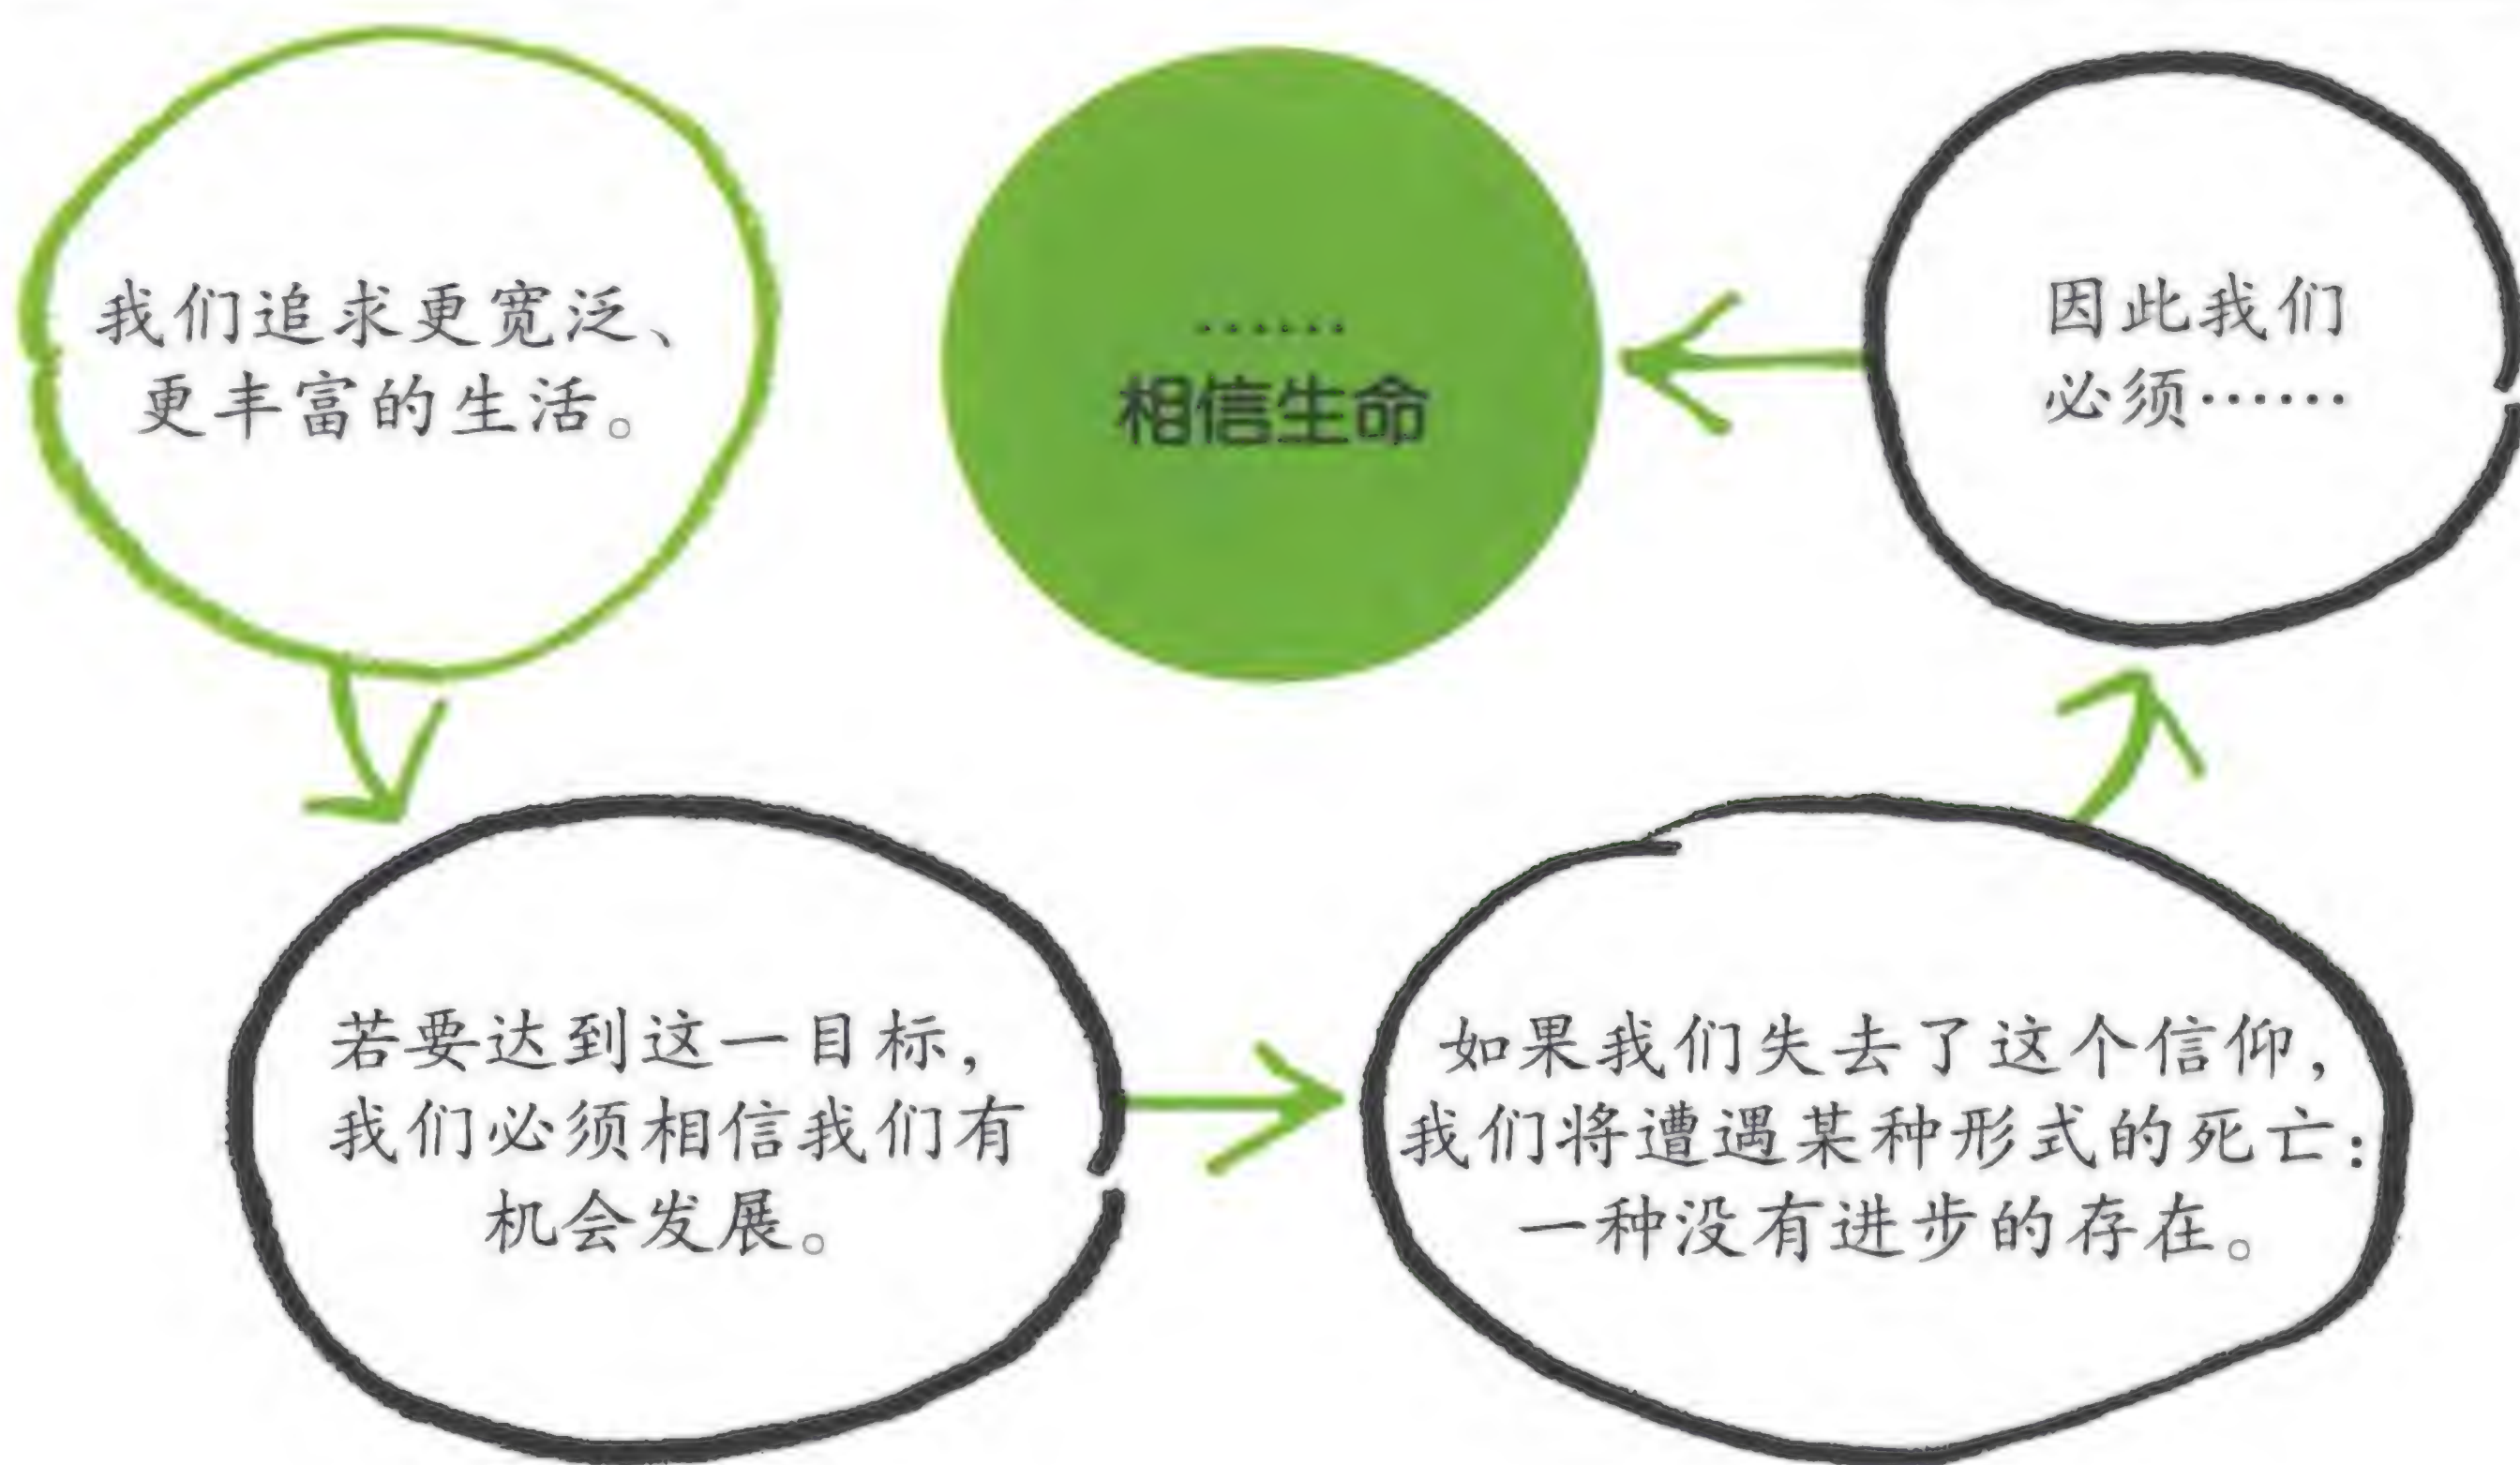 我们追求更宽泛、
更丰富的生活。
若要达到这一目标，
我们必须相信我们有
机会发展。
如果我们失去了这个信仰，
我们将遭遇某种形式的死亡：
一种没有进步的存在。
因此我们
必须……
……
相信生命